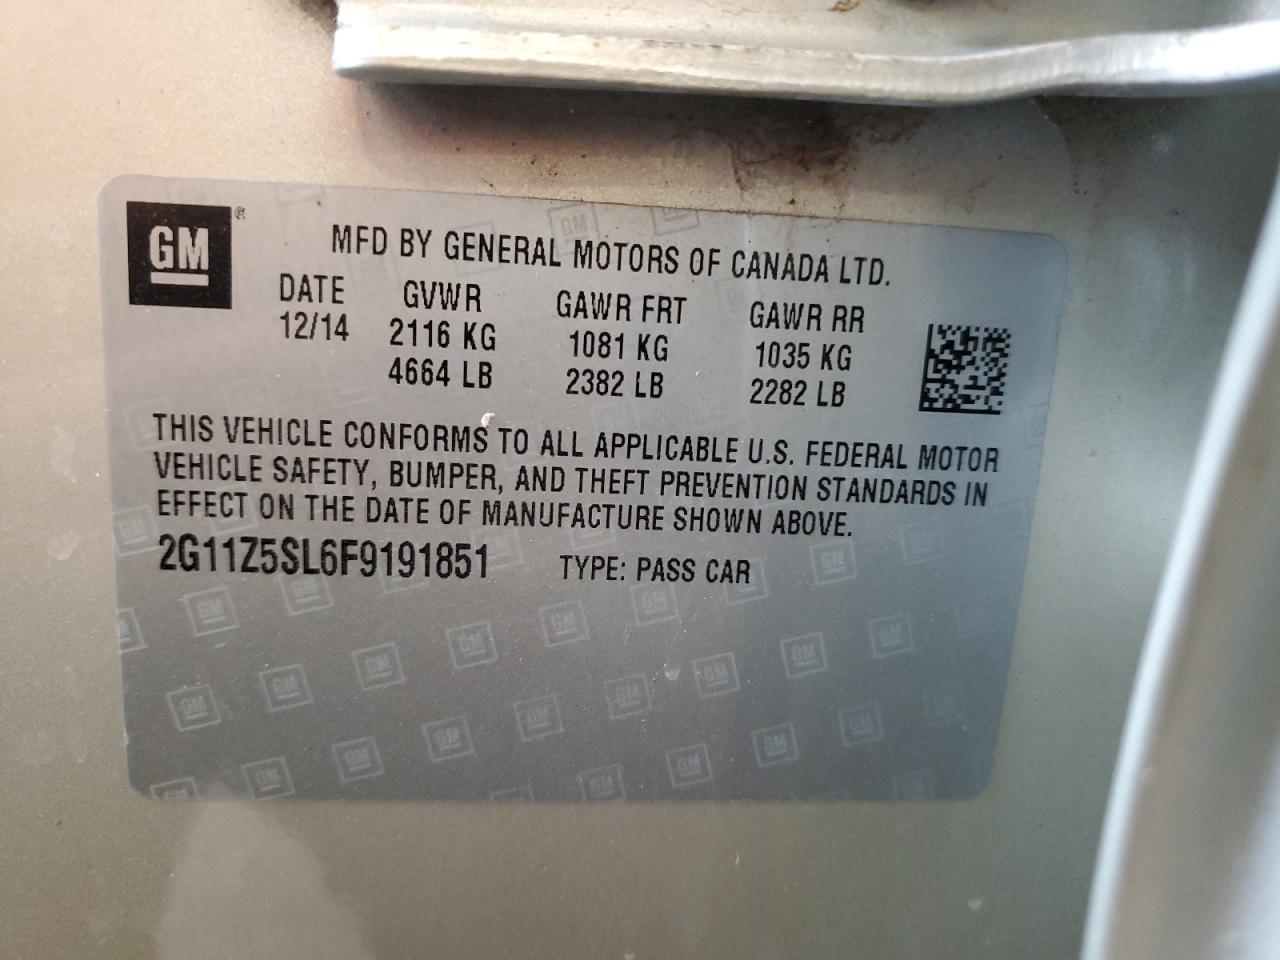 GM ®
MFD BY GENERAL MOTORS OF CANADA LTD.
DATE GVWR GAWR FRT GAWR RR
12/14 2116 KG 1081 KG 1035 KG
4664 LB 2382 LB 2282 LB
THIS VEHICLE CONFORMS TO ALL APPLICABLE U.S. FEDERAL MOTOR
VEHICLE SAFETY, BUMPER, AND THEFT PREVENTION STANDARDS IN
EFFECT ON THE DATE OF MANUFACTURE SHOWN ABOVE.
2G11Z5SL6F9191851 TYPE: PASS CAR